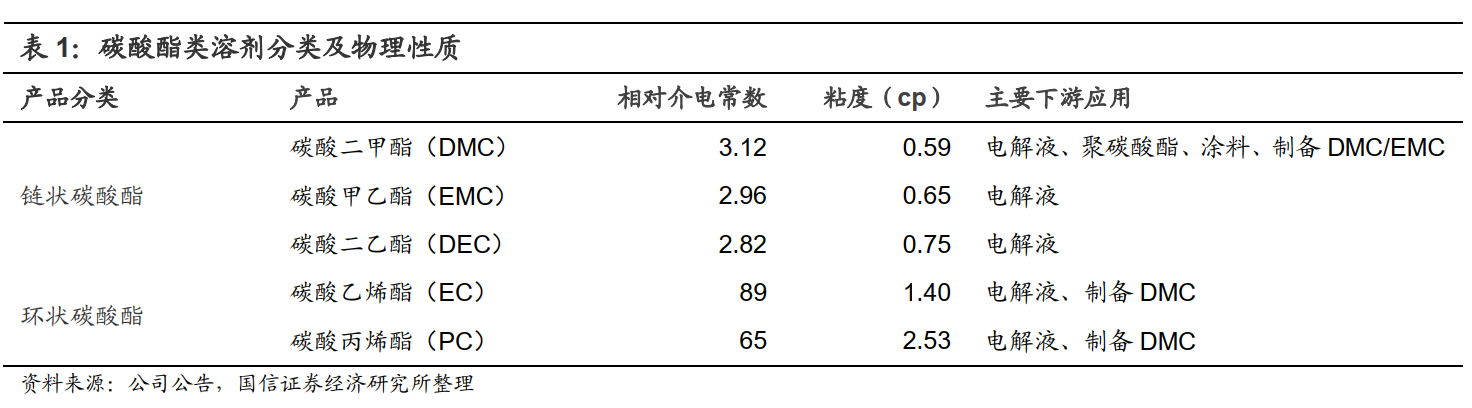 表 1：碳酸酯类溶剂分类及物理性质
产品分类 产品 相对介电常数 粘度（cp） 主要下游应用
碳酸二甲酯（DMC） 3.12 0.59 电解液、聚碳酸酯、涂料、制备 DMC/EMC
链状碳酸酯 碳酸甲乙酯（EMC） 2.96 0.65 电解液
碳酸二乙酯（DEC） 2.82 0.75 电解液
环状碳酸酯 碳酸乙烯酯（EC） 89 1.40 电解液、制备 DMC
碳酸丙烯酯（PC） 65 2.53 电解液、制备 DMC
资料来源：公司公告，国信证券经济研究所整理